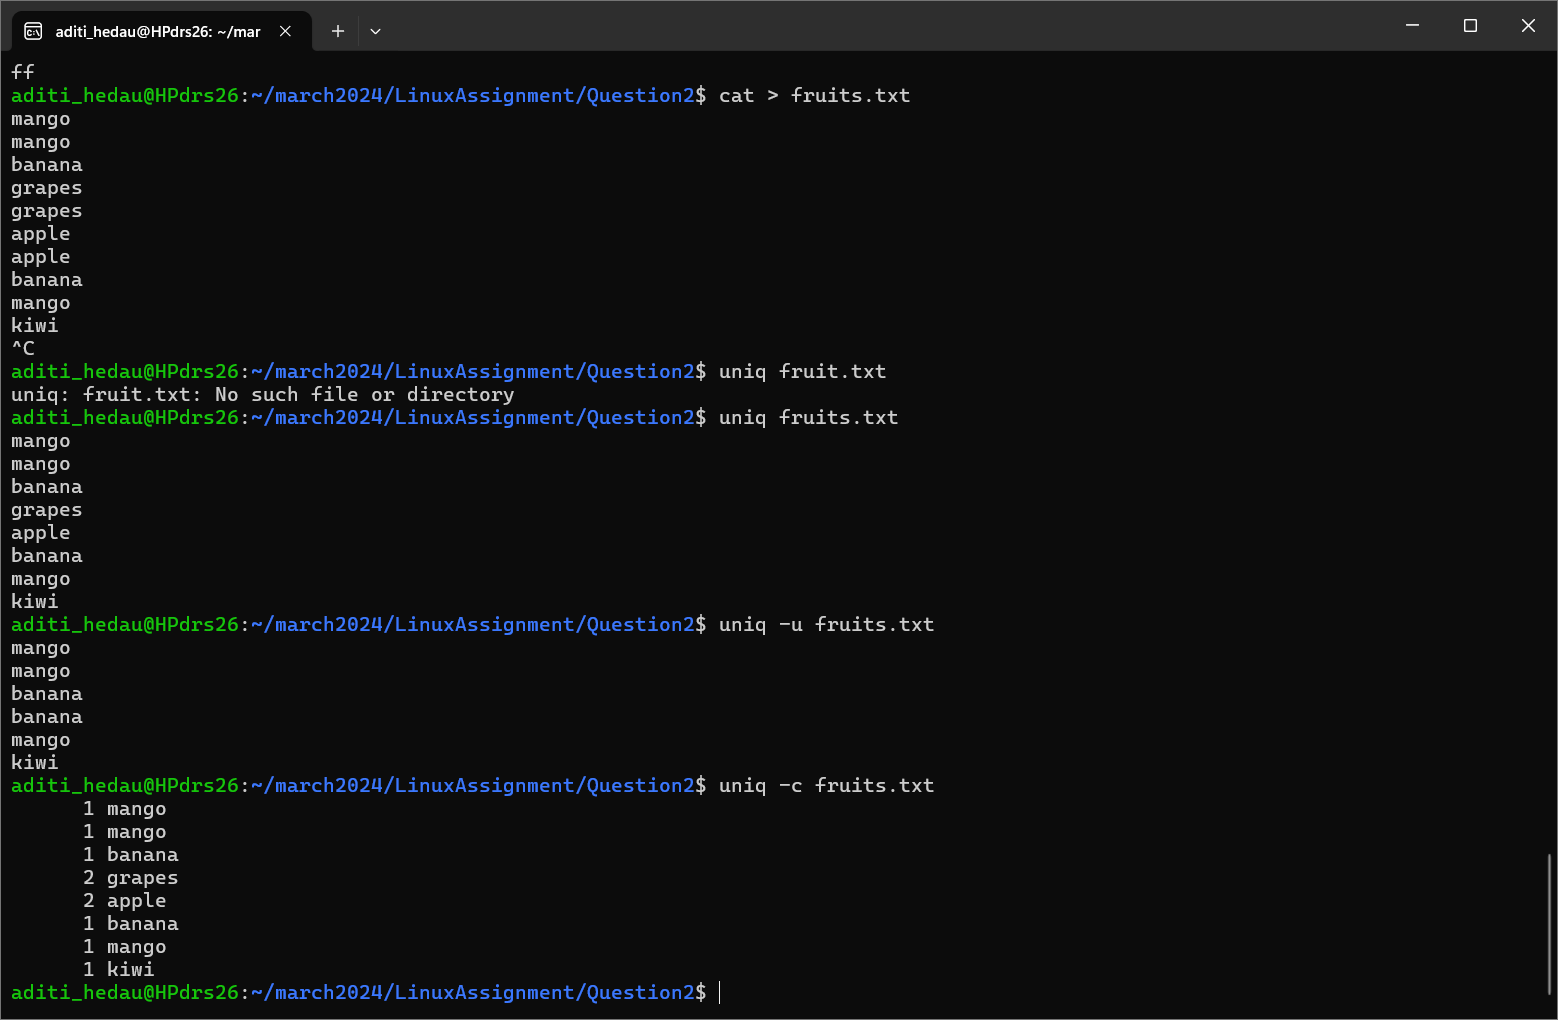 aditi_hedau@HPdrs26: ~/mar
ff
aditi_hedau@HPdrs26:~/march2024/LinuxAssignment/Question2$ cat > fruits.txt
mango
mango
banana
grapes
grapes
apple
apple
banana
mango
kiwi
^C
aditi_hedau@HPdrs26:~/march2024/LinuxAssignment/Question2$ uniq fruit.txt
uniq: fruit.txt: No such file or directory
aditi_hedau@HPdrs26:~/march2024/LinuxAssignment/Question2$ uniq fruits.txt
mango
mango
banana
grapes
apple
banana
mango
kiwi
aditi_hedau@HPdrs26:~/march2024/LinuxAssignment/Question2$ uniq -u fruits.txt
mango
mango
banana
banana
mango
kiwi
aditi_hedau@HPdrs26:~/march2024/LinuxAssignment/Question2$ uniq -c fruits.txt
      1 mango
      1 mango
      1 banana
      2 grapes
      2 apple
      1 banana
      1 mango
      1 kiwi
aditi_hedau@HPdrs26:~/march2024/LinuxAssignment/Question2$